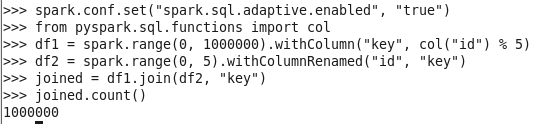 >>> spark.conf.set("spark.sql.adaptive.enabled", "true")
>>> from pyspark.sql.functions import col
>>> df1 = spark.range(0, 1000000).withColumn("key", col("id") % 5)
>>> df2 = spark.range(0, 5).withColumnRenamed("id", "key")
>>> joined = df1.join(df2, "key")
>>> joined.count()
1000000